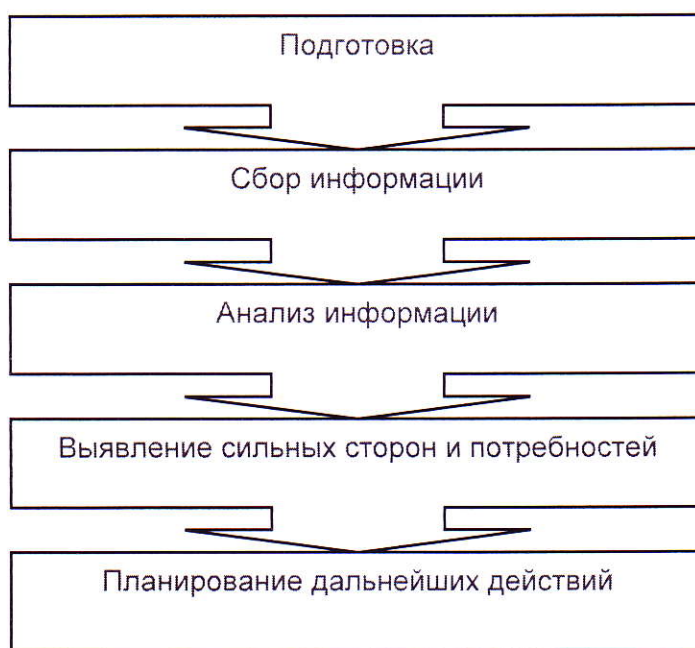 Подготовка
Сбор информации
Анализ информации
Выявление сильных сторон и потребностей
Планирование дальнейших действий